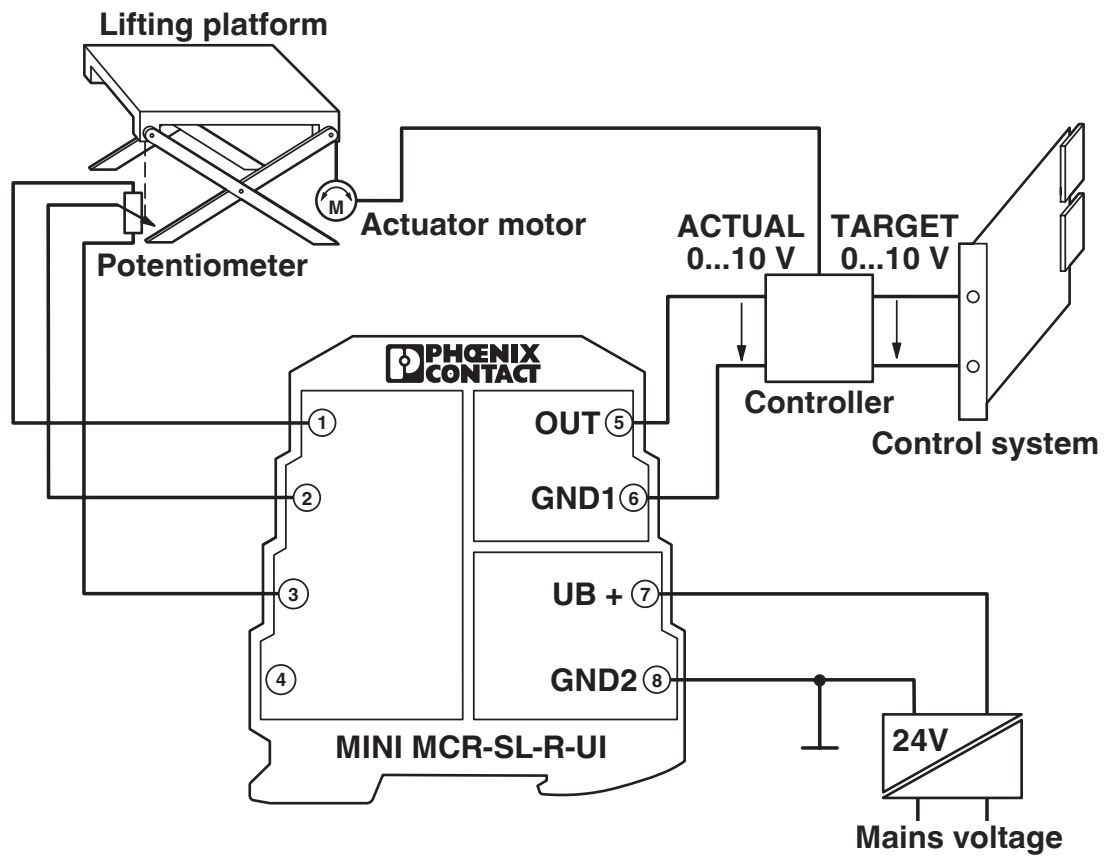 Lifting platform
M
Actuator motor
Potentiometer
ACTUAL
0...10 V
TARGET
0...10 V
Controller
Control system
PHŒNIX
CONTACT
1
OUT 5
2
GND1 6
3
UB + 7
4
GND2 8
MINI MCR-SL-R-UI
24V
Mains voltage